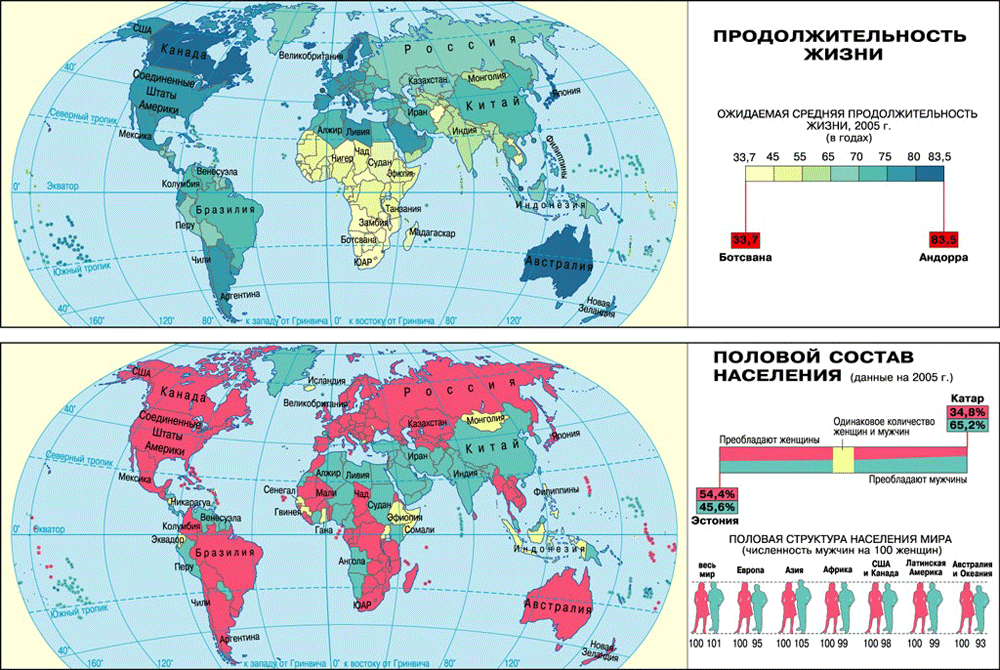 США
Канада
Соединенные
Штаты
Америки
Мексика
Венесуэла
Колумбия
Бразилия
Перу
Чили
Аргентина
Великобритания
Россия
Казахстан
Монголия
Китай
Япония
Иран
Индия
Алжир
Ливия
Нигер
Чад
Судан
Эфиопия
Танзания
Замбия
Ботсвана
Мадагаскар
ЮАР
Филиппины
Индонезия
Австралия
Новая
Зеландия
40°
Северный тропик
0°
Экватор
Южный тропик
40°
160°
120°
80°
к западу от Гринвича
0°
к востоку от Гринвича
80°
120°
ПРОДОЛЖИТЕЛЬНОСТЬ
ЖИЗНИ
ОЖИДАЕМАЯ СРЕДНЯЯ ПРОДОЛЖИТЕЛЬНОСТЬ
ЖИЗНИ, 2005 г.
(в годах)
33,7 45 55 65 70 75 80 83,5
33,7
Ботсвана
83,5
Андорра
США
Канада
Соединенные
Штаты
Америки
Мексика
Никарагуа
Венесуэла
Колумбия
Эквадор
Перу
Бразилия
Чили
Аргентина
Исландия
Великобритания
Россия
Казахстан
Монголия
Китай
Япония
Иран
Индия
Алжир
Ливия
Сенегал
Мали
Чад
Судан
Гвинея
Гана
Эфиопия
Сомали
Ангола
ЮАР
Филиппины
Индонезия
Австралия
Новая
Зеландия
40°
Северный тропик
0°
Экватор
Южный тропик
40°
160°
120°
80°
к западу от Гринвича
0°
к востоку от Гринвича
80°
120°
ПОЛОВОЙ СОСТАВ
НАСЕЛЕНИЯ (данные на 2005 г.)
Катар
34,8%
65,2%
Одинаковое количество
женщин и мужчин
Преобладают женщины
Преобладают мужчины
54,4%
45,6%
Эстония
ПОЛОВАЯ СТРУКТУРА НАСЕЛЕНИЯ МИРА
(численность мужчин на 100 женщин)
весь
мир
Европа
Азия
Африка
США
и Канада
Латинская
Америка
Австралия
и Океания
100 101 100 95 100 105 100 99 100 98 100 99 100 93